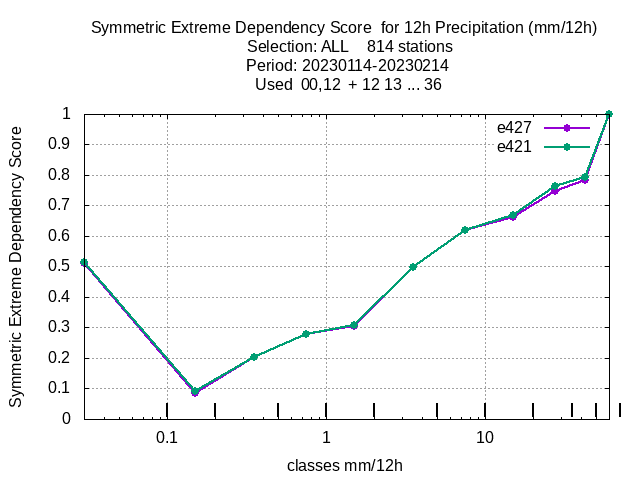 Symmetric Extreme Dependency Score  for 12h Precipitation (mm/12h)
Selection: ALL    814 stations
Period: 20230114-20230214
Used  00,12  + 12 13 ... 36
e427
e421
1
0.9
0.8
0.7
0.6
0.5
0.4
0.3
0.2
0.1
0
Symmetric Extreme Dependency Score
0.1 1 10
classes mm/12h